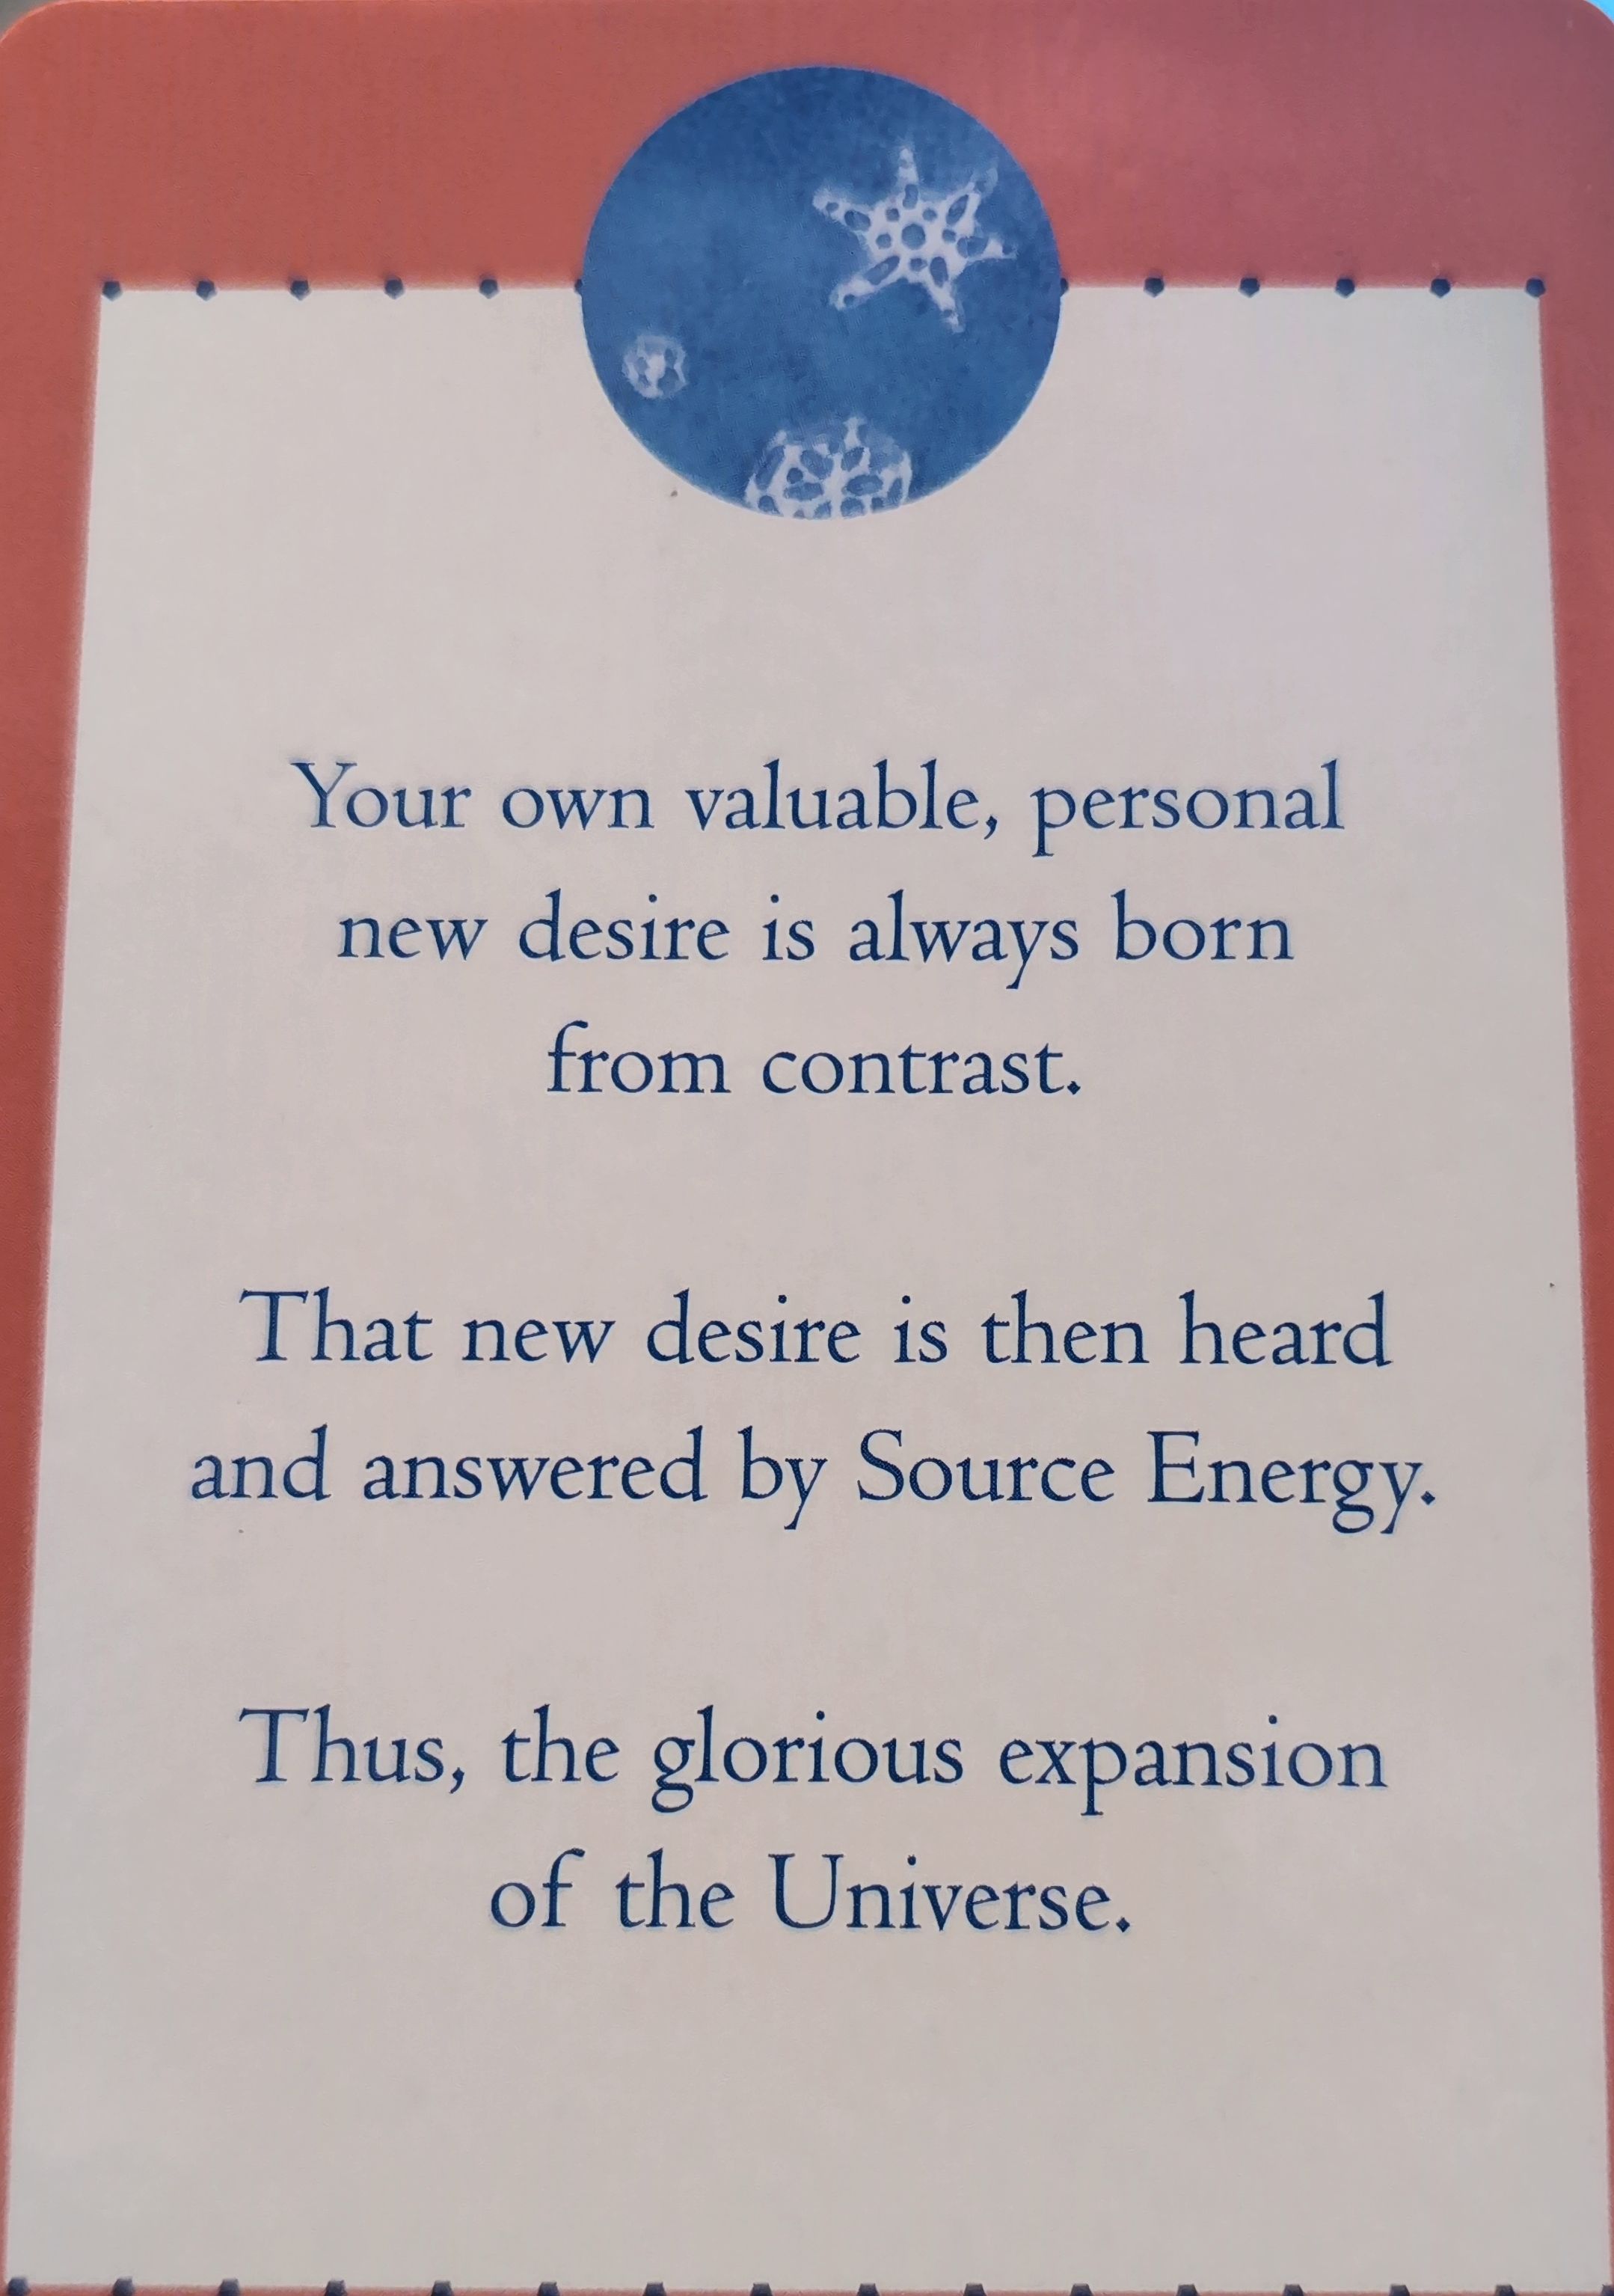 Your own valuable, personal
new desire is always born
from contrast.
That new desire is then heard
and answered by Source Energy.
Thus, the glorious expansion
of the Universe.